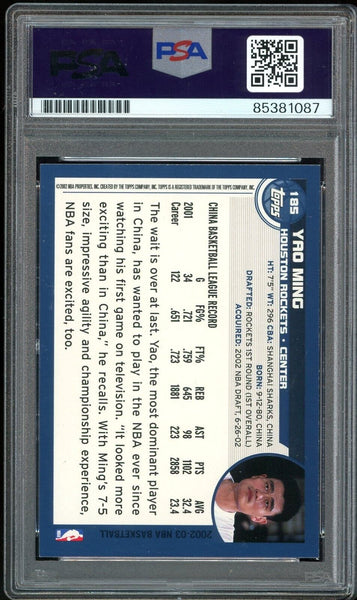 PSA
PSA
85381087
185
topps
YAO MING
HOUSTON ROCKETS • CENTER
HT: 7'5" WT: 296 CBA: SHANGHAI SHARKS, CHINA
BORN: 9-12-80, CHINA
DRAFTED: ROCKETS 1ST ROUND (1ST OVERALL)
ACQUIRED: 2002 NBA DRAFT, 6-26-02
CHINA BASKETBALL LEAGUE RECORD
G FG% FT% REB AST PTS AVG
2001 34 .721 .759 645 98 1102 32.4
Career 122 .651 .723 1881 223 2858 23.4
The wait is over at last. Yao, the most dominant player
in China, has wanted to play in the NBA ever since
watching his first game on television. "It looked more
exciting than in China," he recalls. With Ming's 7-5
size, impressive agility and championship experience,
NBA fans are excited, too.
©2002 NBA PROPERTIES, INC. CREATED BY THE TOPPS COMPANY, INC. TOPPS IS A REGISTERED TRADEMARK OF THE TOPPS COMPANY, INC.
2002-03 NBA BASKETBALL